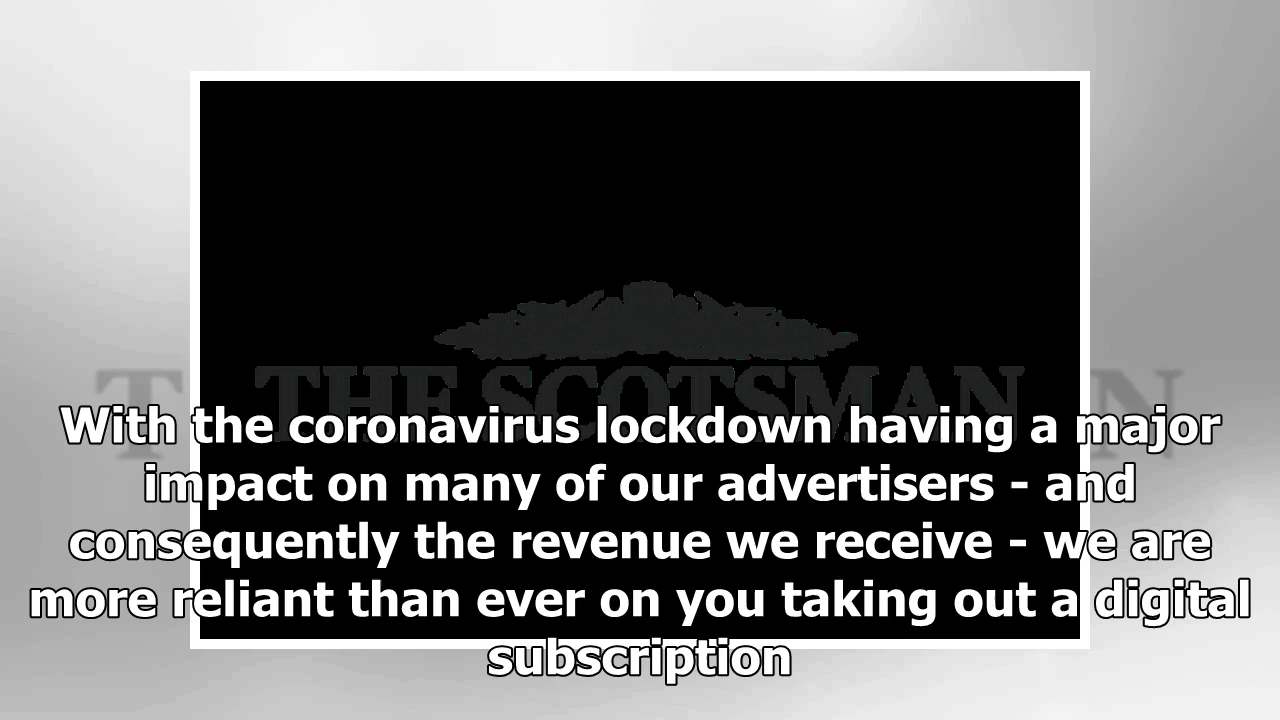 THE SCOTSMAN
With the coronavirus lockdown having a major
impact on many of our advertisers - and
consequently the revenue we receive - we are
more reliant than ever on you taking out a digital
subscription